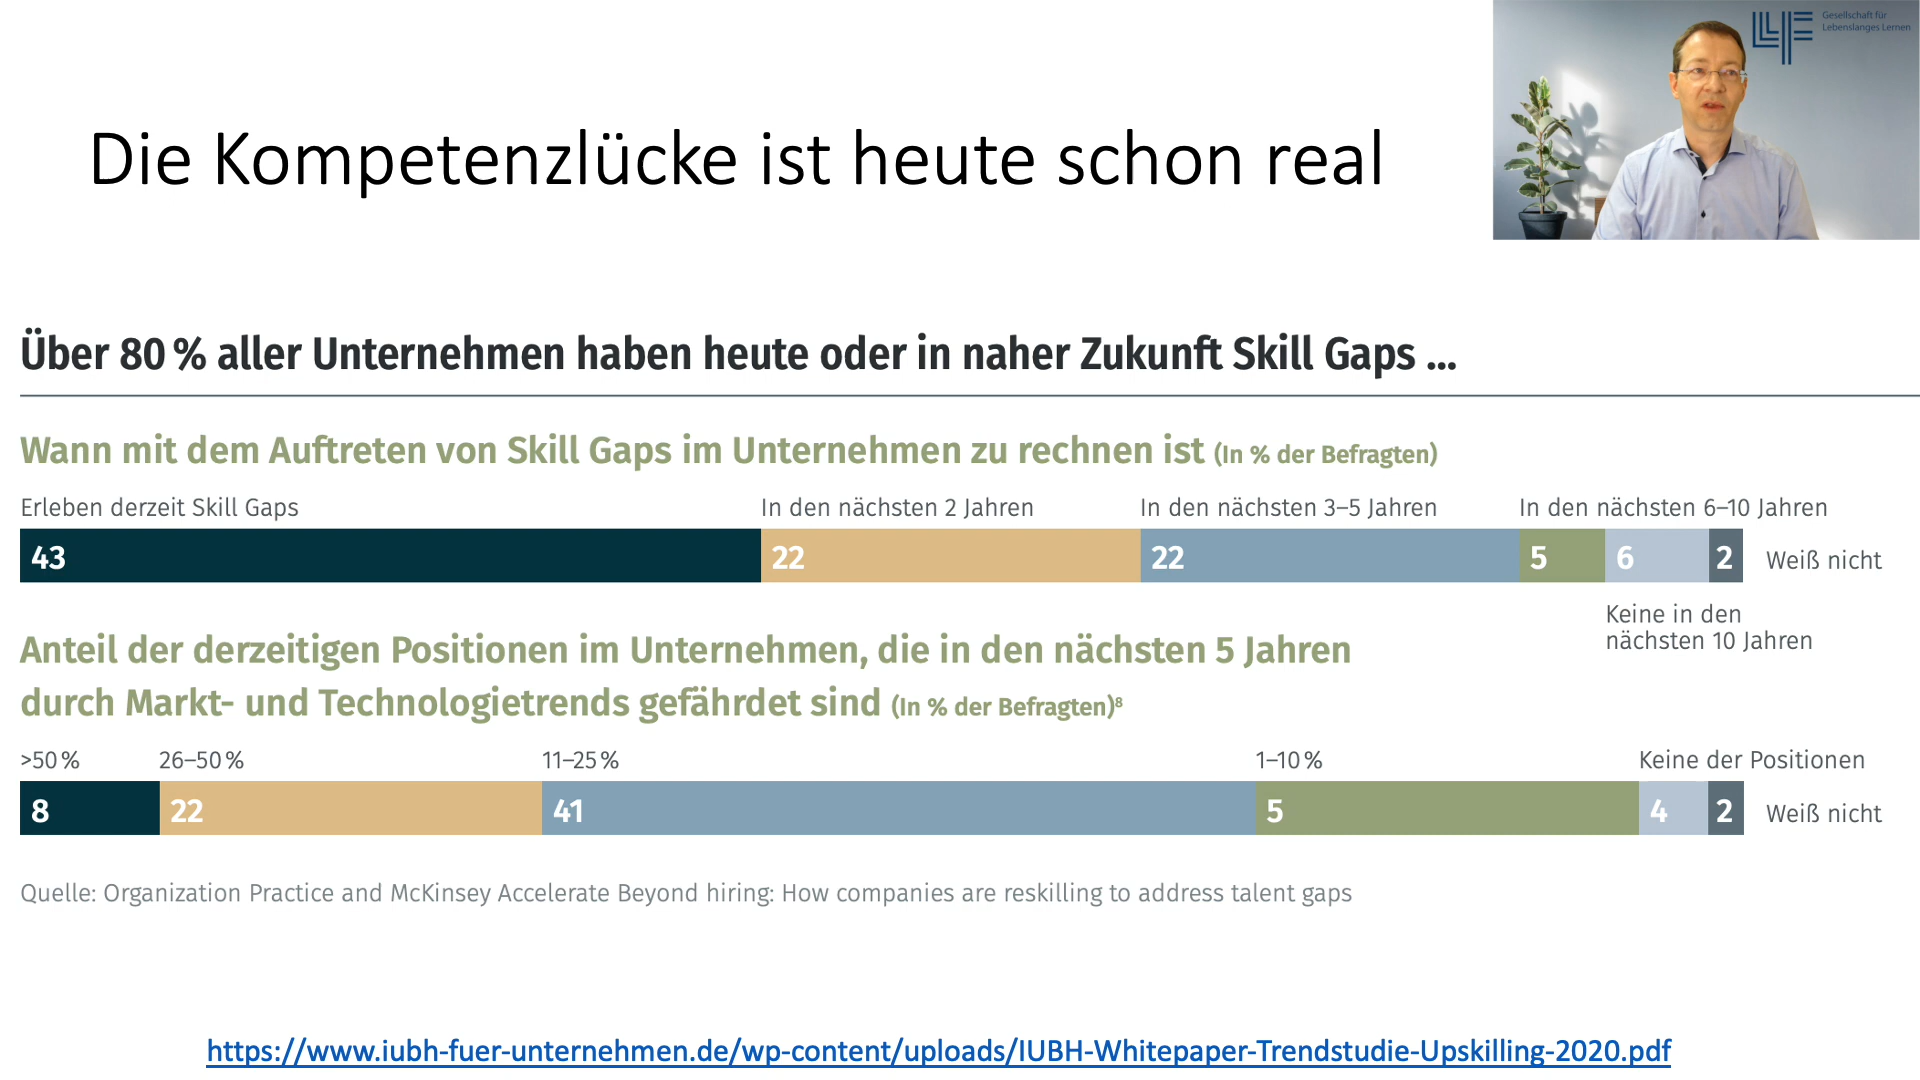 Gesellschaft für
Lebenslanges Lernen
Die Kompetenzlücke ist heute schon real
Über 80 % aller Unternehmen haben heute oder in naher Zukunft Skill Gaps ...
Wann mit dem Auftreten von Skill Gaps im Unternehmen zu rechnen ist (In % der Befragten)
Erleben derzeit Skill Gaps In den nächsten 2 Jahren In den nächsten 3–5 Jahren In den nächsten 6–10 Jahren
43 22 22 5 6 2 Weiß nicht
Keine in den
nächsten 10 Jahren
Anteil der derzeitigen Positionen im Unternehmen, die in den nächsten 5 Jahren
durch Markt- und Technologietrends gefährdet sind (In % der Befragten)⁸
>50 % 26–50 % 11–25 % 1–10 % Keine der Positionen
8 22 41 5 4 2 Weiß nicht
Quelle: Organization Practice and McKinsey Accelerate Beyond hiring: How companies are reskilling to address talent gaps
https://www.iubh-fuer-unternehmen.de/wp-content/uploads/IUBH-Whitepaper-Trendstudie-Upskilling-2020.pdf